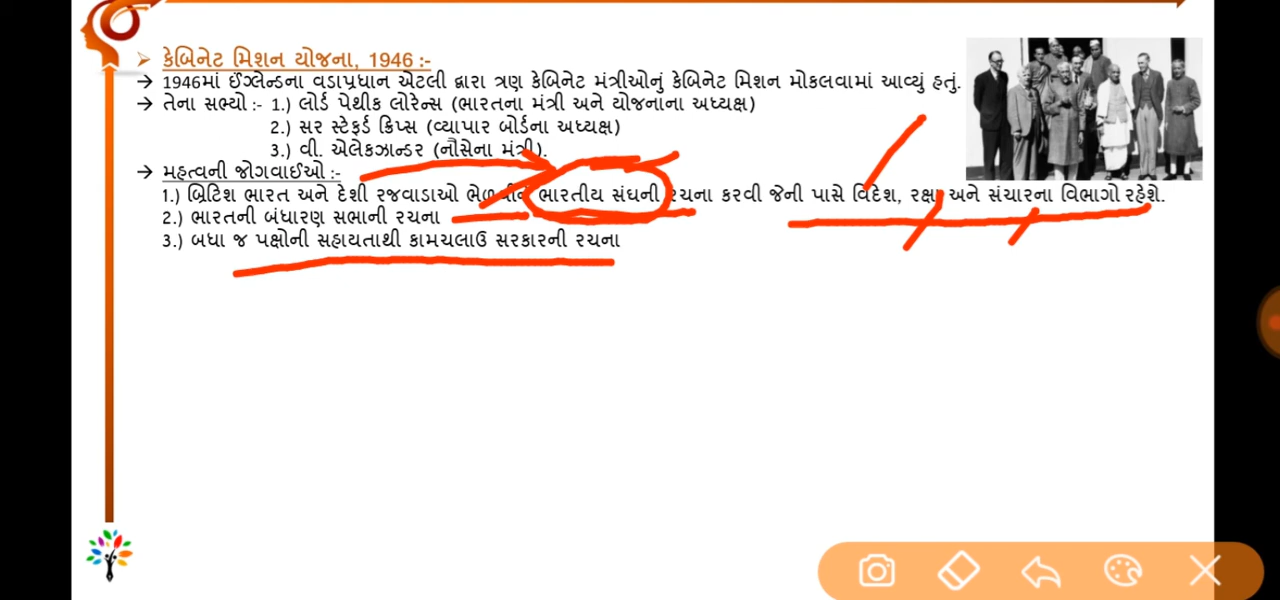 ➢ કેબિનેટ મિશન યોજના, 1946 :-
→ 1946માં ઈંગ્લેન્ડના વડાપ્રધાન એટલી દ્વારા ત્રણ કેબિનેટ મંત્રીઓનું કેબિનેટ મિશન મોકલવામાં આવ્યું હતું.
→ તેના સભ્યો :- 1.) લોર્ડ પેથીક લોરેન્સ (ભારતના મંત્રી અને યોજનાના અધ્યક્ષ)
2.) સર સ્ટેફર્ડ ક્રિપ્સ (વ્યાપાર બોર્ડના અધ્યક્ષ)
3.) વી. એલેકઝાન્ડર (નૌસેના મંત્રી).
→ મહત્વની જોગવાઈઓ :-
1.) બ્રિટિશ ભારત અને દેશી રજવાડાઓ ભેળવીને ભારતીય સંઘની રચના કરવી જેની પાસે વિદેશ, રક્ષા અને સંચારના વિભાગો રહેશે.
2.) ભારતની બંધારણ સભાની રચના
3.) બધા જ પક્ષોની સહાયતાથી કામચલાઉ સરકારની રચના